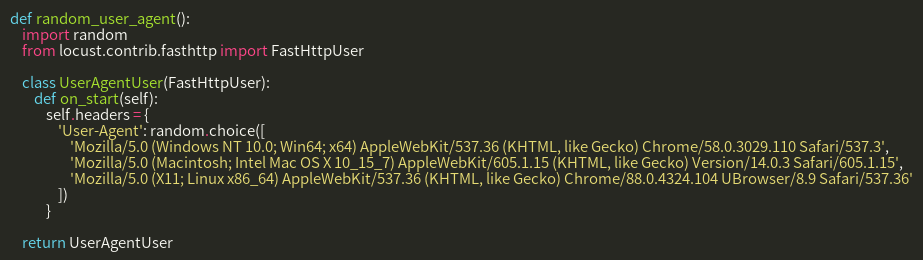 def random_user_agent():
    import random
    from locust.contrib.fasthttp import FastHttpUser

    class UserAgentUser(FastHttpUser):
        def on_start(self):
            self.headers = {
                'User-Agent': random.choice([
                    'Mozilla/5.0 (Windows NT 10.0; Win64; x64) AppleWebKit/537.36 (KHTML, like Gecko) Chrome/58.0.3029.110 Safari/537.3',
                    'Mozilla/5.0 (Macintosh; Intel Mac OS X 10_15_7) AppleWebKit/605.1.15 (KHTML, like Gecko) Version/14.0.3 Safari/605.1.15',
                    'Mozilla/5.0 (X11; Linux x86_64) AppleWebKit/537.36 (KHTML, like Gecko) Chrome/88.0.4324.104 UBrowser/8.9 Safari/537.36'
                ])
            }

    return UserAgentUser